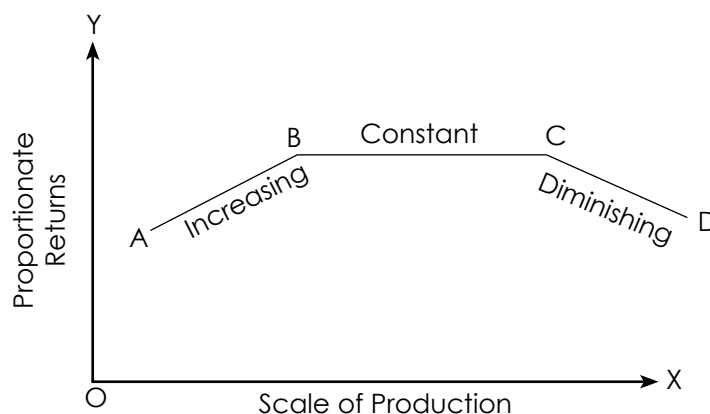 Y
B
Constant
C
Increasing
Diminishing
A
D
Proportionate
Returns
O
X
Scale of Production